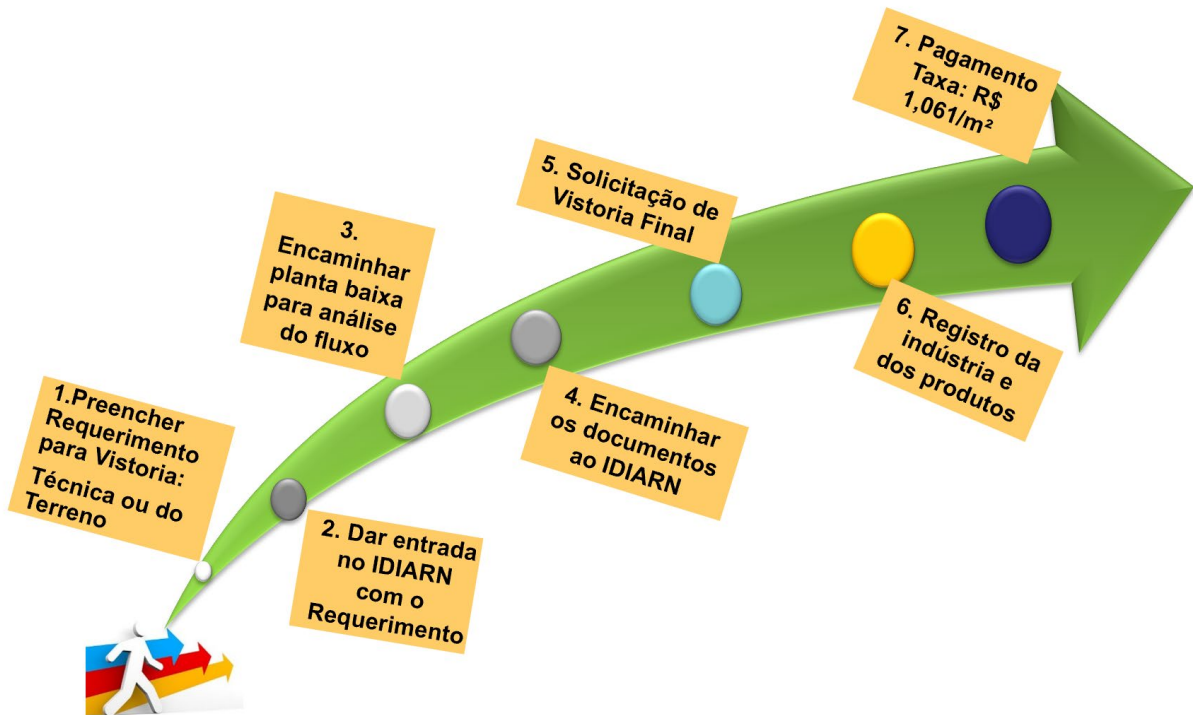 1.Preencher
Requerimento
para Vistoria:
Técnica ou do
Terreno
2. Dar entrada
no IDIARN
com o
Requerimento
3.
Encaminhar
planta baixa
para análise
do fluxo
4. Encaminhar
os documentos
ao IDIARN
5. Solicitação de
Vistoria Final
6. Registro da
indústria e
dos produtos
7. Pagamento
Taxa: R$
1,061/m²